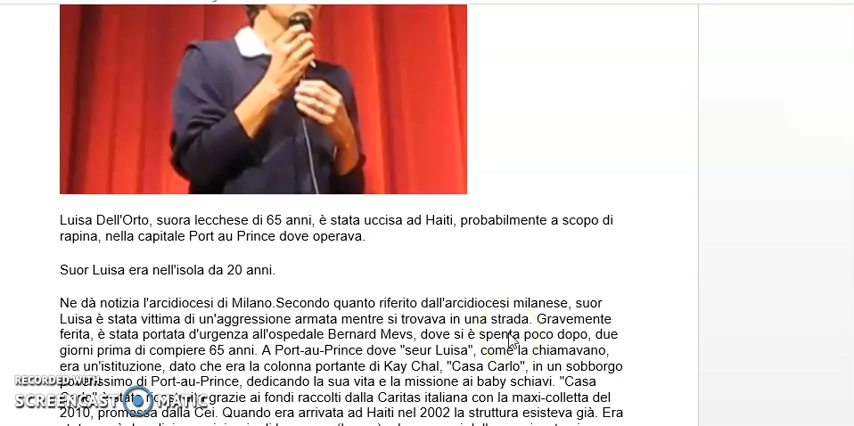 Luisa Dell'Orto, suora lecchese di 65 anni, è stata uccisa ad Haiti, probabilmente a scopo di
rapina, nella capitale Port au Prince dove operava.
Suor Luisa era nell'isola da 20 anni.
Ne dà notizia l'arcidiocesi di Milano.Secondo quanto riferito dall'arcidiocesi milanese, suor
Luisa è stata vittima di un'aggressione armata mentre si trovava in una strada. Gravemente
ferita, è stata portata d'urgenza all'ospedale Bernard Mevs, dove si è spenta poco dopo, due
giorni prima di compiere 65 anni. A Port-au-Prince dove "seur Luisa", come la chiamavano,
era un'istituzione, dato che era la colonna portante di Kay Chal, "Casa Carlo", in un sobborgo
poverissimo di Port-au-Prince, dedicando la sua vita e la missione ai baby schiavi. "Casa
grazie ai fondi raccolti dalla Caritas italiana con la maxi-colletta del
2010, promossa dalla Cei. Quando era arrivata ad Haiti nel 2002 la struttura esisteva già. Era
RECORDED WITH
SCREENCAST MATIC